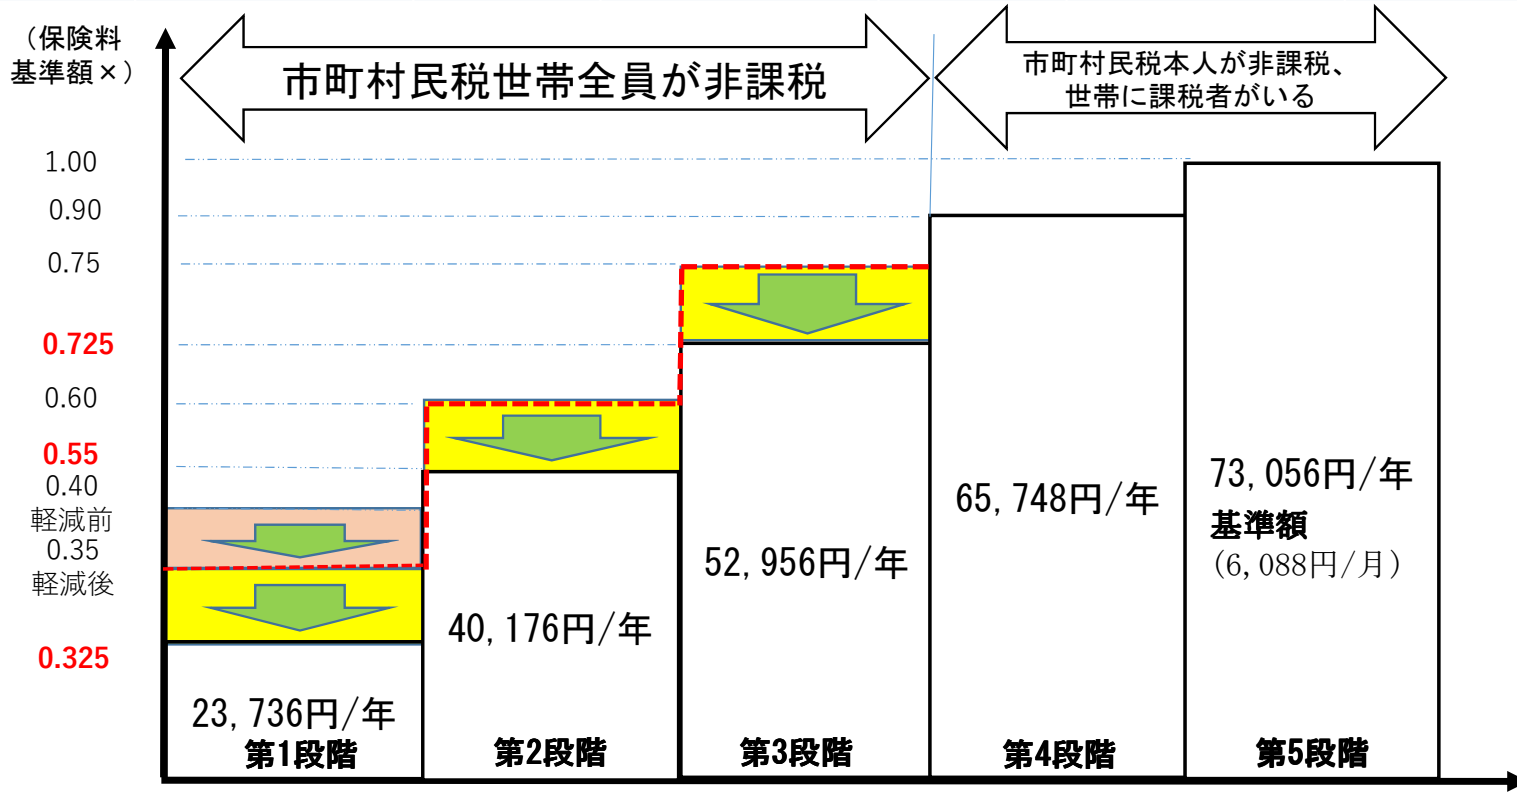 （保険料
基準額×）
市町村民税世帯全員が非課税
市町村民税本人が非課税、
世帯に課税者がいる
1.00
0.90
0.75
0.725
0.60
0.55
0.40
軽減前
0.35
軽減後
0.325
23,736円/年
第1段階
40,176円/年
第2段階
52,956円/年
第3段階
65,748円/年
第4段階
73,056円/年
基準額
（6,088円/月）
第5段階